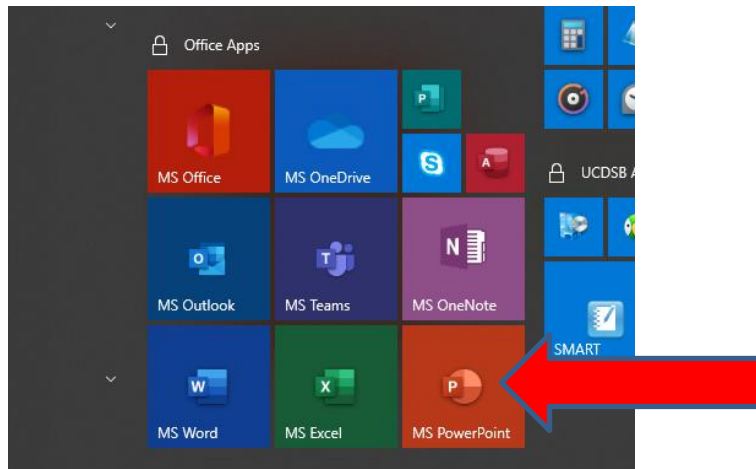 Office Apps
P
S
A
MS Office
MS OneDrive
UCDSB A
O
T
N
MS Outlook
MS Teams
MS OneNote
SMART
W
X
P
MS Word
MS Excel
MS PowerPoint